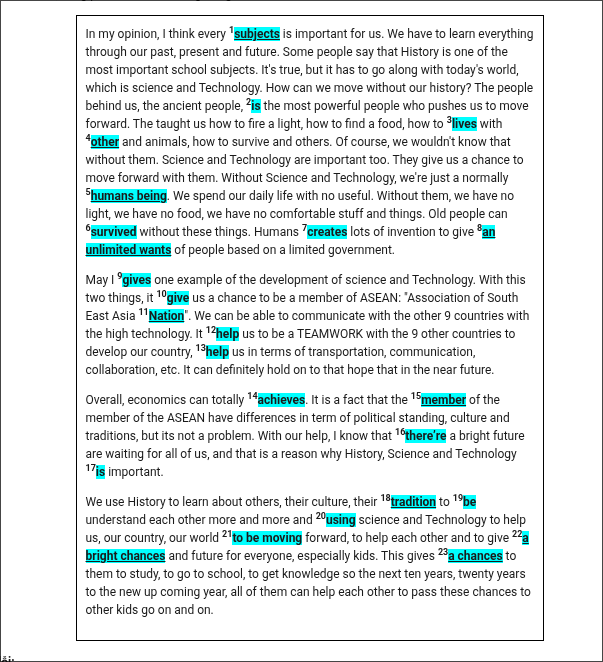 In my opinion, I think every 1subjects is important for us. We have to learn everything
through our past, present and future. Some people say that History is one of the
most important school subjects. It's true, but it has to go along with today's world,
which is science and Technology. How can we move without our history? The people
behind us, the ancient people, 2is the most powerful people who pushes us to move
forward. The taught us how to fire a light, how to find a food, how to 3lives with
4other and animals, how to survive and others. Of course, we wouldn't know that
without them. Science and Technology are important too. They give us a chance to
move forward with them. Without Science and Technology, we're just a normally
5humans being. We spend our daily life with no useful. Without them, we have no
light, we have no food, we have no comfortable stuff and things. Old people can
6survived without these things. Humans 7creates lots of invention to give 8an
unlimited wants of people based on a limited government.
May I 9gives one example of the development of science and Technology. With this
two things, it 10give us a chance to be a member of ASEAN: "Association of South
East Asia 11Nation". We can be able to communicate with the other 9 countries with
the high technology. It 12help us to be a TEAMWORK with the 9 other countries to
develop our country, 13help us in terms of transportation, communication,
collaboration, etc. It can definitely hold on to that hope that in the near future.
Overall, economics can totally 14achieves. It is a fact that the 15member of the
member of the ASEAN have differences in term of political standing, culture and
traditions, but its not a problem. With our help, I know that 16there're a bright future
are waiting for all of us, and that is a reason why History, Science and Technology
17is important.
We use History to learn about others, their culture, their 18tradition to 19be
understand each other more and more and 20using science and Technology to help
us, our country, our world 21to be moving forward, to help each other and to give 22a
bright chances and future for everyone, especially kids. This gives 23a chances to
them to study, to go to school, to get knowledge so the next ten years, twenty years
to the new up coming year, all of them can help each other to pass these chances to
other kids go on and on.